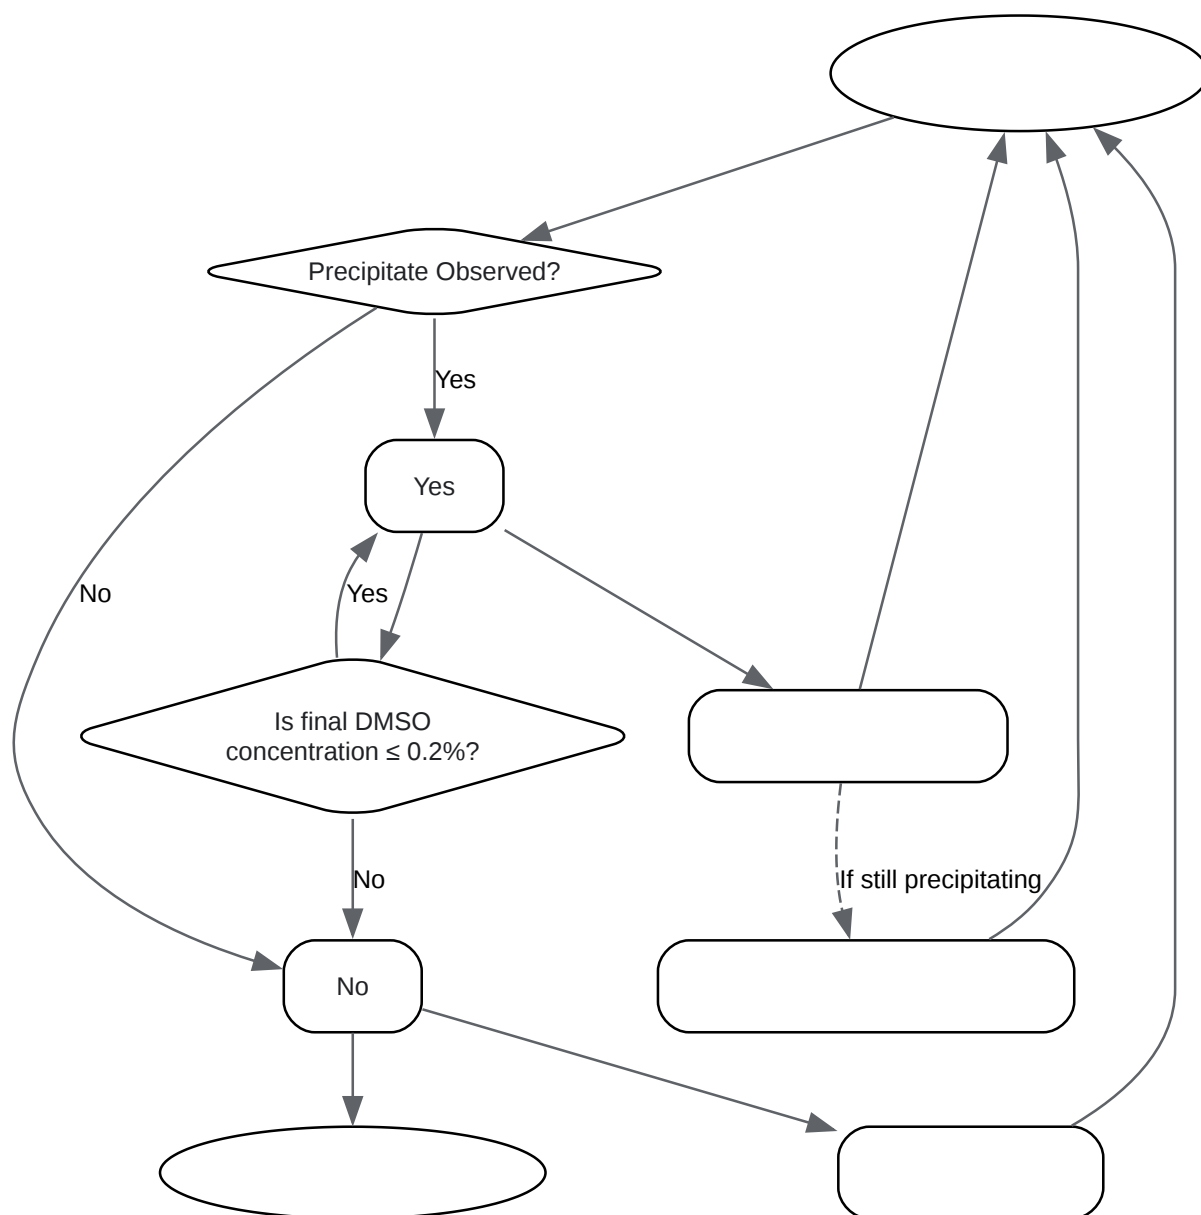 Precipitate Observed?
Yes
Yes
No
Yes
Is final DMSO
concentration ≤ 0.2%?
No
If still precipitating
No